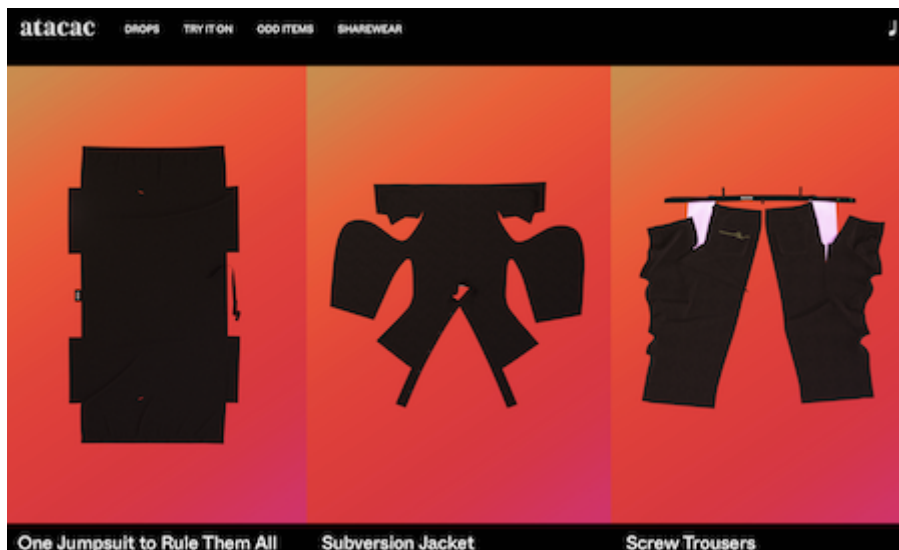 atacac DROPS TRY IT ON ODD ITEMS SHAREWEAR
One Jumpsuit to Rule Them All Subversion Jacket Screw Trousers